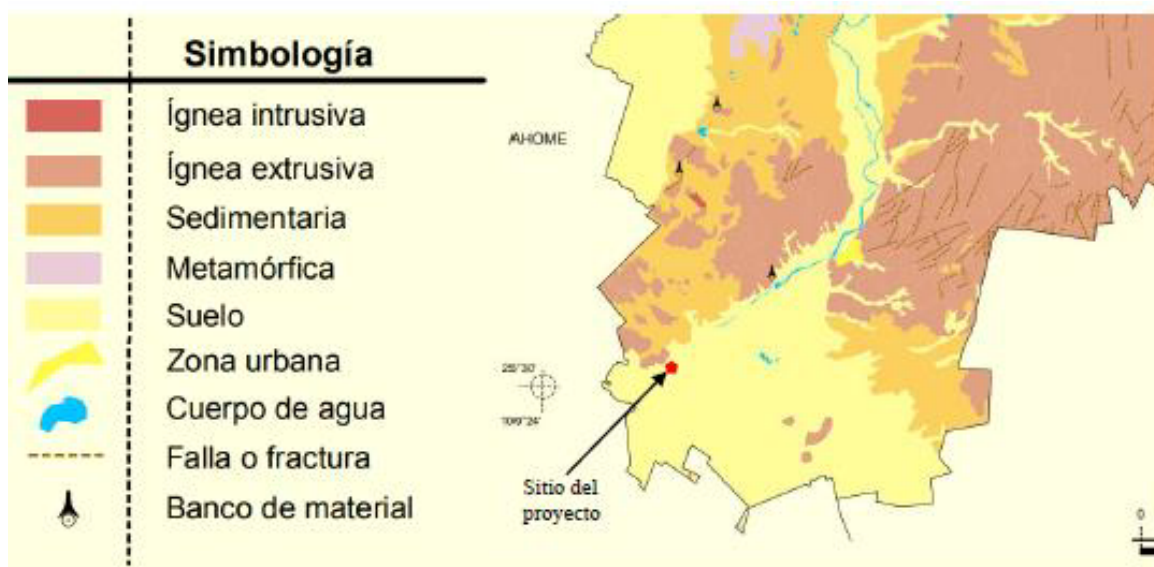 Simbología
Ígnea intrusiva
Ígnea extrusiva
Sedimentaria
Metamórfica
Suelo
Zona urbana
Cuerpo de agua
Falla o fractura
Banco de material
AHOME
Sitio del
proyecto
0